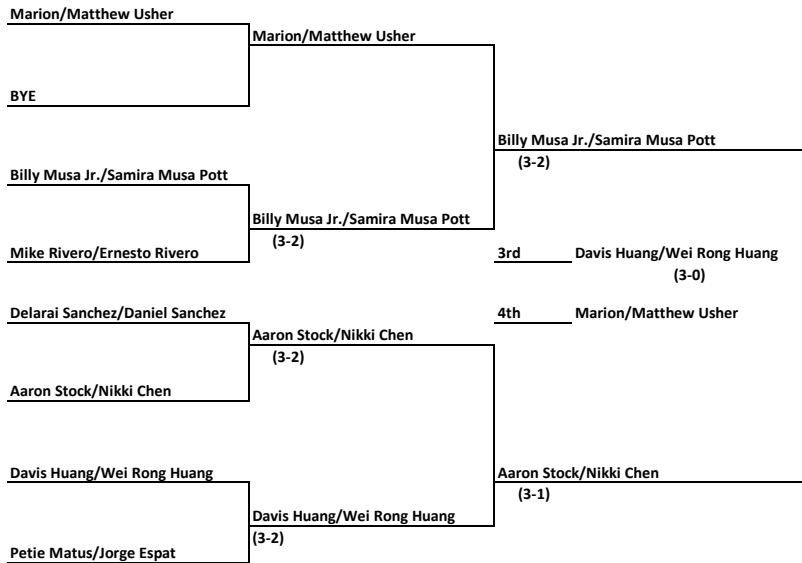 Marion/Matthew Usher
Marion/Matthew Usher
BYE
Billy Musa Jr./Samira Musa Pott
(3-2)
Billy Musa Jr./Samira Musa Pott
Billy Musa Jr./Samira Musa Pott
(3-2)
Mike Rivero/Ernesto Rivero
3rd Davis Huang/Wei Rong Huang
(3-0)
Delarai Sanchez/Daniel Sanchez
4th Marion/Matthew Usher
Aaron Stock/Nikki Chen
(3-2)
Aaron Stock/Nikki Chen
Davis Huang/Wei Rong Huang
Aaron Stock/Nikki Chen
(3-1)
Davis Huang/Wei Rong Huang
(3-2)
Petie Matus/Jorge Espat